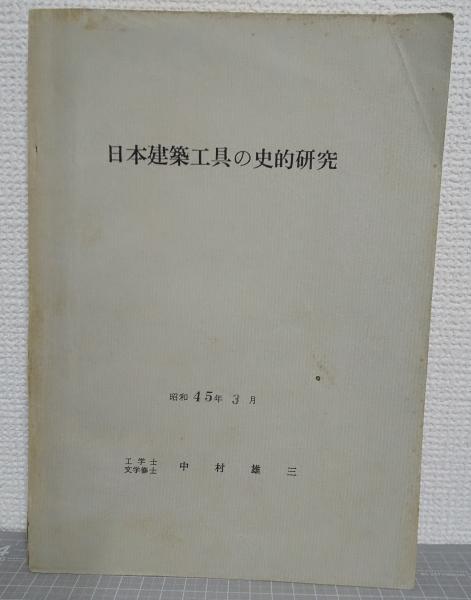 日本建築工具の史的研究
昭和45年3月
工学士
文学修士
中村雄三